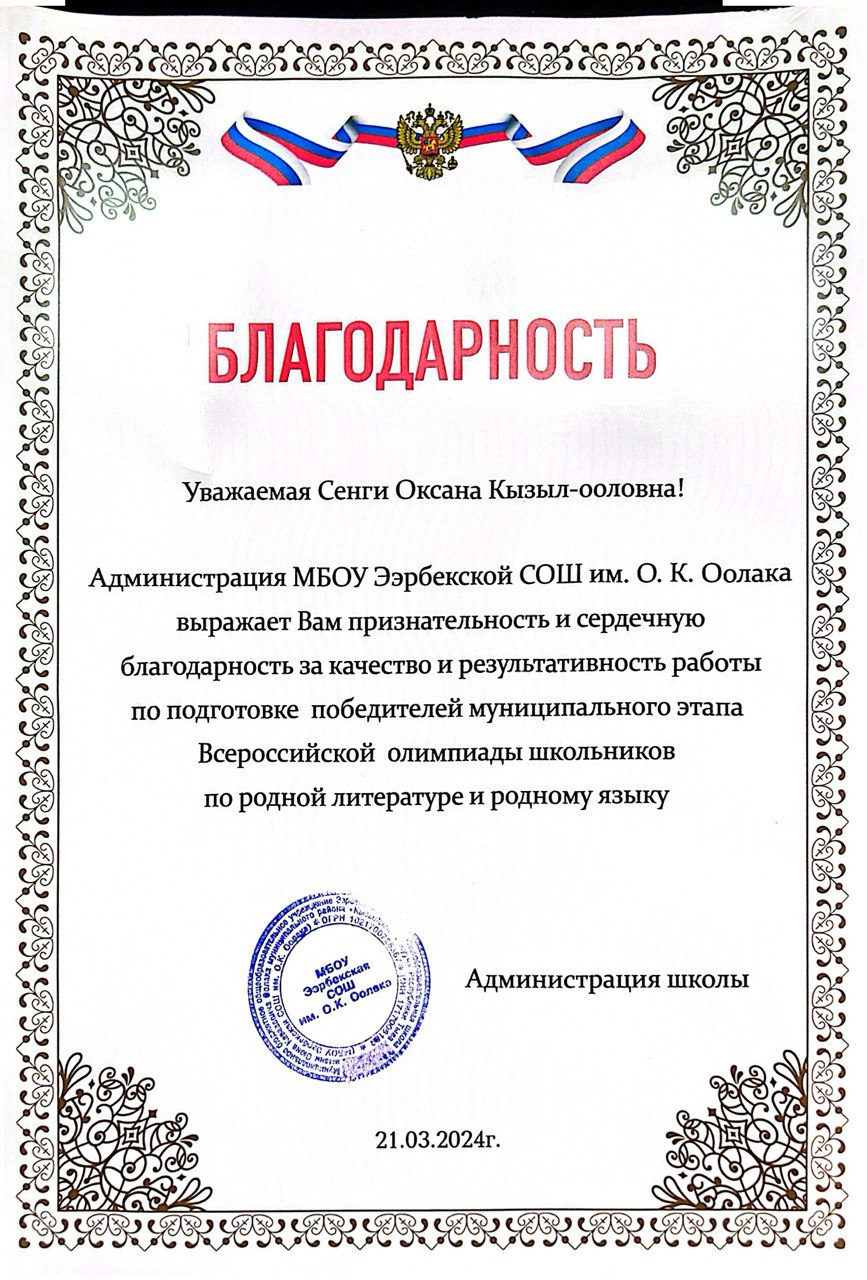 БЛАГОДАРНОСТЬ
Уважаемая Сенги Оксана Кызыл-ооловна!
Администрация МБОУ Ээрбекской СОШ им. О. К. Оолака
выражает Вам признательность и сердечную
благодарность за качество и результативность работы
по подготовке победителей муниципального этапа
Всероссийской олимпиады школьников
по родной литературе и родному языку
МБОУ
Ээрбекская
СОШ
им. О.К. Оолака
Администрация школы
21.03.2024г.